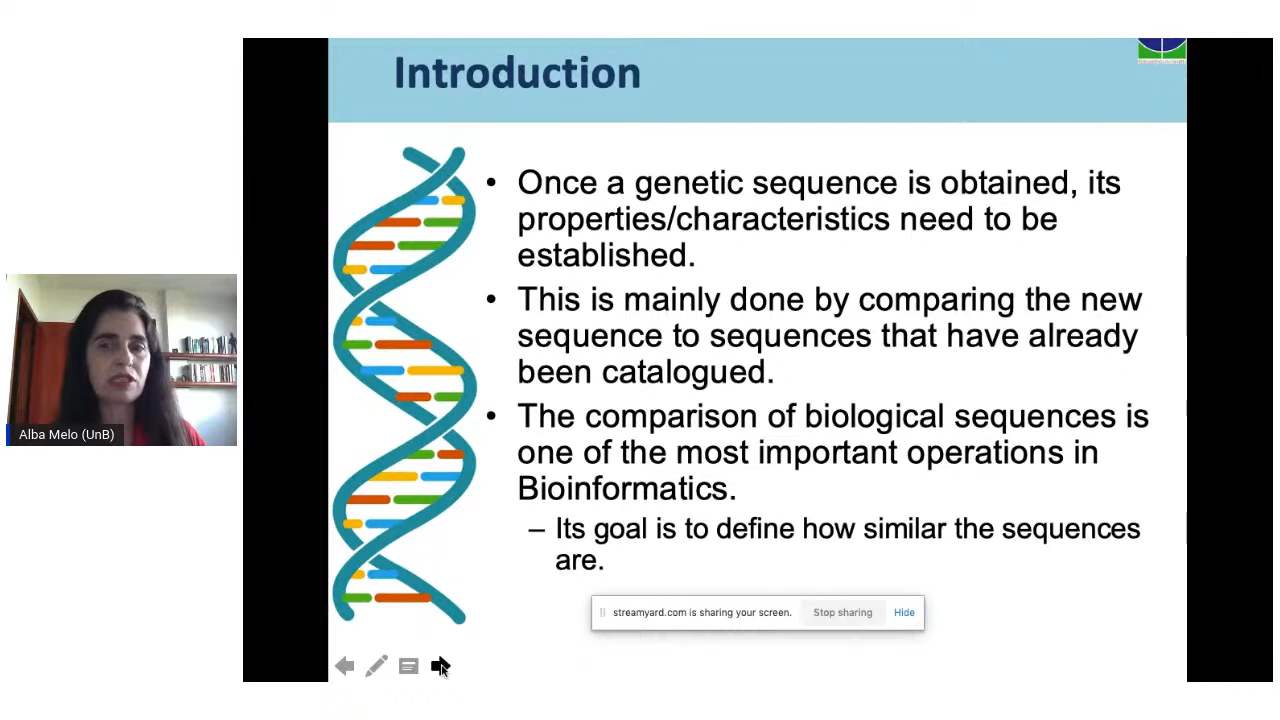 Introduction
• Once a genetic sequence is obtained, its
properties/characteristics need to be
established.
• This is mainly done by comparing the new
sequence to sequences that have already
been catalogued.
• The comparison of biological sequences is
one of the most important operations in
Bioinformatics.
– Its goal is to define how similar the sequences
are.
Alba Melo (UnB)
streamyard.com is sharing your screen. Stop sharing Hide